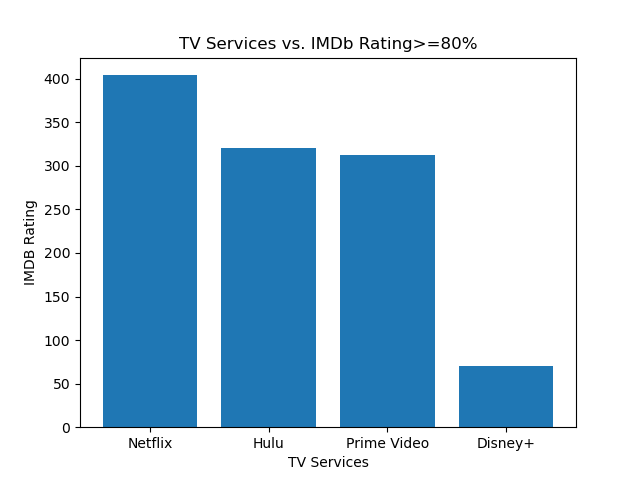 TV Services vs. IMDb Rating>=80%
400
350
300
250
200
150
100
50
0
IMDB Rating
Netflix Hulu Prime Video Disney+
TV Services